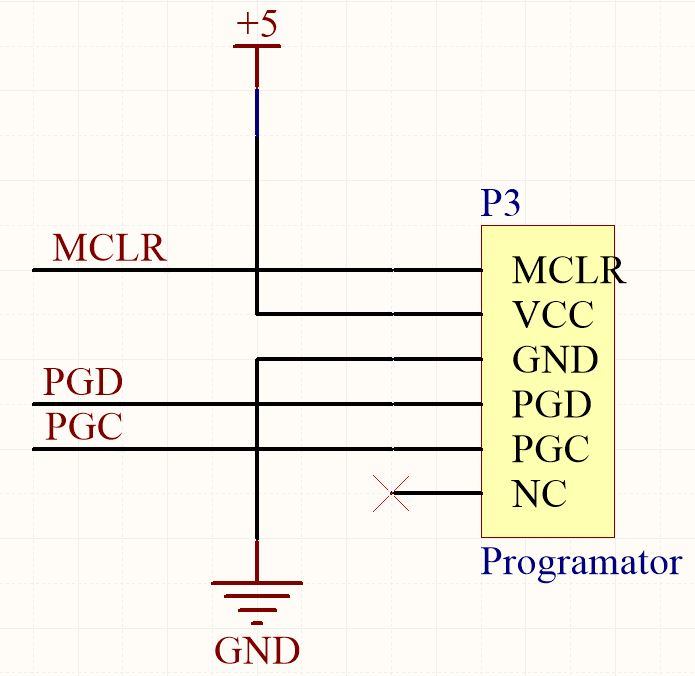 +5
P3
MCLR
MCLR
VCC
GND
PGD
PGD
PGC
PGC
NC
Programator
GND